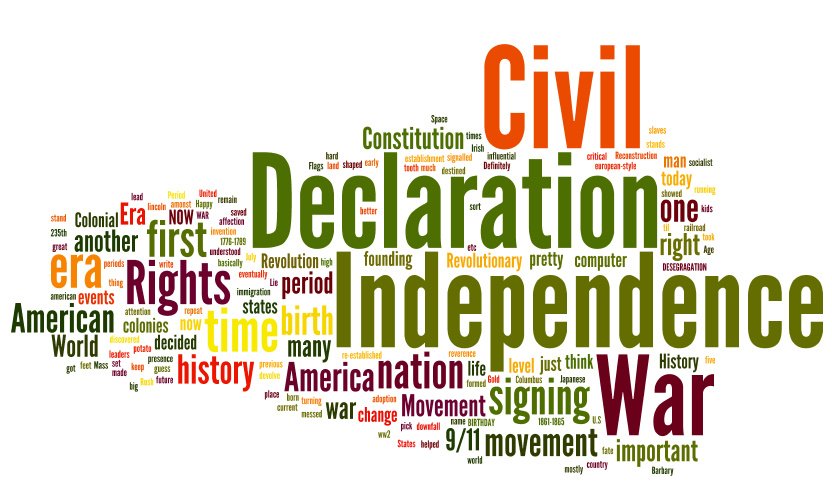 Civil
Space
Constitution
times
slaves
Irish
stands
hard
establishment
signalled
influential
critical
Reconstruction
Flags
land
shaped
early
tooth
much
Definitely
european-style
man
socialist
destined
Declaration
today
showed
running
lead
Period
United
Era
lincoln
amongst
Happy
remain
better
sort
one
kids
stand
Colonial
NOW
WAR
saved
affection
til
railroad
235th
another
first
invention
1776-1789
etc
right
took
Age
great
understood
era
periods
write
basically
July
Revolution
high
founding
Revolutionary
pretty
computer
DESEGRAGATION
thing
Rights
eventually
Lie
period
Independence
american
events
immigration
American
attention
repeat
states
colonies
now
time
birth
World
discovered
decided
many
leaders
potato
re-established
reverence
got
feet
Mass
set
keep
presence
guess
history
previous
America
nation
life
level
just
think
History
five
made
devolve
big
Rush
future
formed
Gold
Columbus
Japanese
War
place
born
turning
adoption
current
messed
war
change
Movement
signing
1861-1865
U.S
pick
downfall
name
BIRTHDAY
ww2
States
helped
9/11
movement
fate
important
world
mostly
country
Barbary